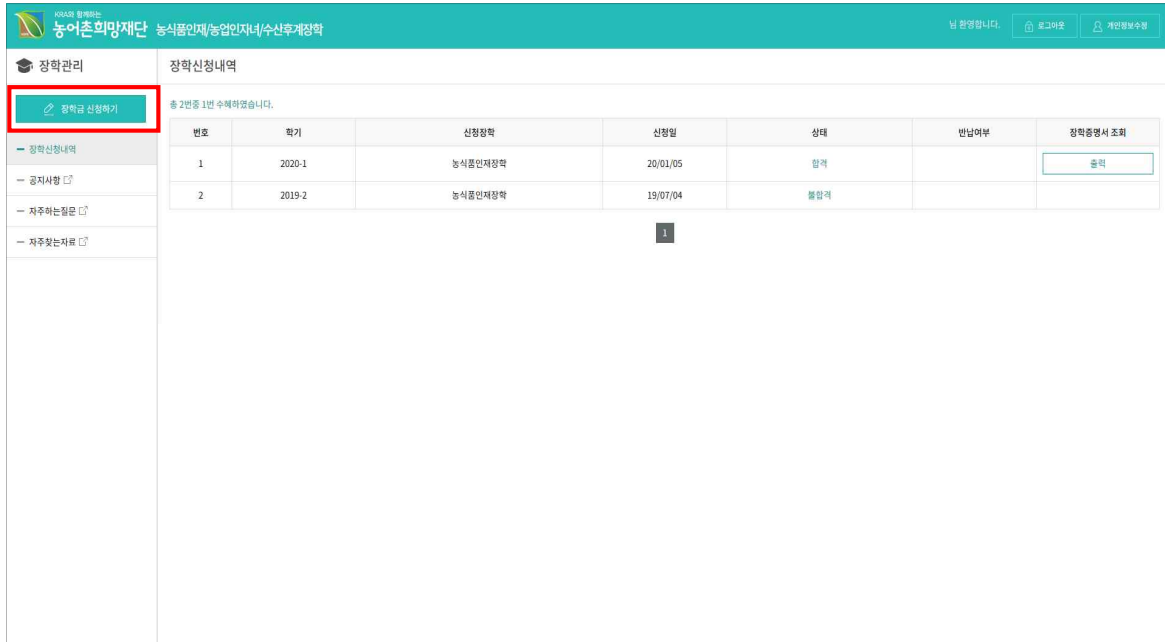 KRA와 함께하는
농어촌희망재단 농식품인재/농업인자녀/수산후계장학
님 환영합니다. 로그아웃 개인정보수정
장학관리
장학금 신청하기
장학신청내역
공지사항
자주하는질문
자주찾는자료
장학신청내역
총 2번중 1번 수혜하였습니다.
번호 학기 신청장학 신청일 상태 반납여부 장학증명서 조회
1 2020-1 농식품인재장학 20/01/05 합격 출력
2 2019-2 농식품인재장학 19/07/04 불합격
1